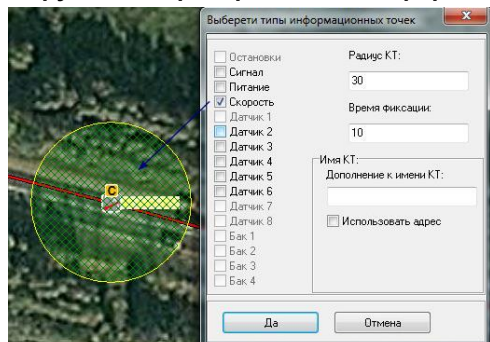 Выберети типы информационных точек
Остановки
Сигнал
Питание
Скорость
Датчик 1
Датчик 2
Датчик 3
Датчик 4
Датчик 5
Датчик 6
Датчик 7
Датчик 8
Бак 1
Бак 2
Бак 3
Бак 4
Радиус КТ:
30
Время фиксации:
10
Имя КТ:
Дополнение к имени КТ:
Использовать адрес
Да
Отмена
С